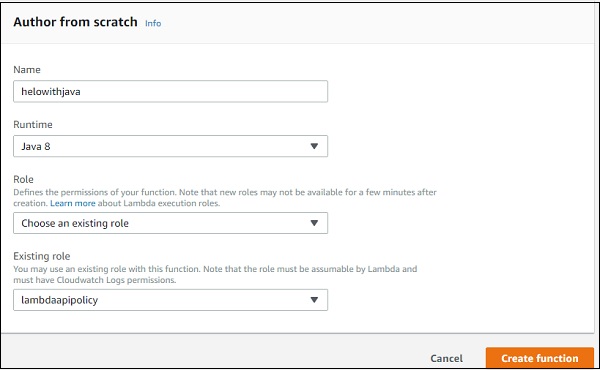 Author from scratch Info
Name
helowithjava
Runtime
Java 8
Role
Defines the permissions of your function. Note that new roles may not be available for a few minutes after
creation. Learn more about Lambda execution roles.
Choose an existing role
Existing role
You may use an existing role with this function. Note that the role must be assumable by Lambda and
must have Cloudwatch Logs permissions.
lambdaapipolicy
Cancel Create function